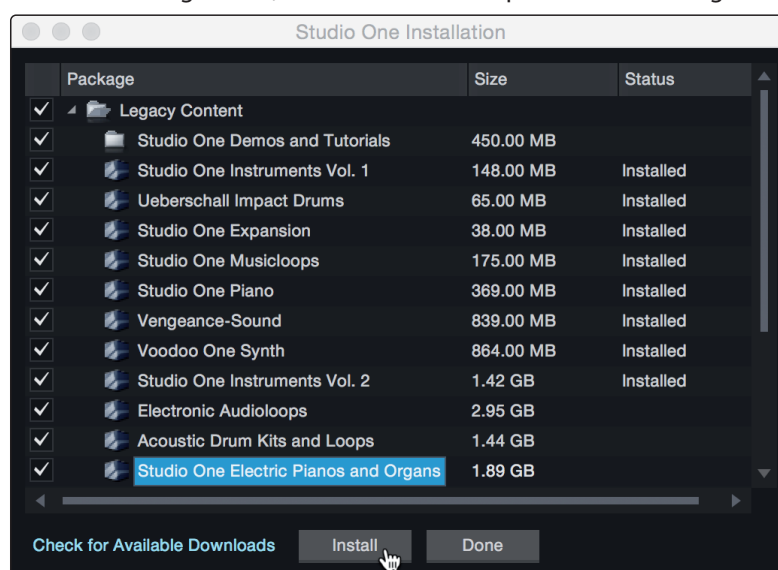 Studio One Installation
Package Size Status
Legacy Content
Studio One Demos and Tutorials 450.00 MB
Studio One Instruments Vol. 1 148.00 MB Installed
Ueberschall Impact Drums 65.00 MB Installed
Studio One Expansion 38.00 MB Installed
Studio One Musicloops 175.00 MB Installed
Studio One Piano 369.00 MB Installed
Vengeance-Sound 839.00 MB Installed
Voodoo One Synth 864.00 MB Installed
Studio One Instruments Vol. 2 1.42 GB Installed
Electronic Audioloops 2.95 GB
Acoustic Drum Kits and Loops 1.44 GB
Studio One Electric Pianos and Organs 1.89 GB
Check for Available Downloads Install Done